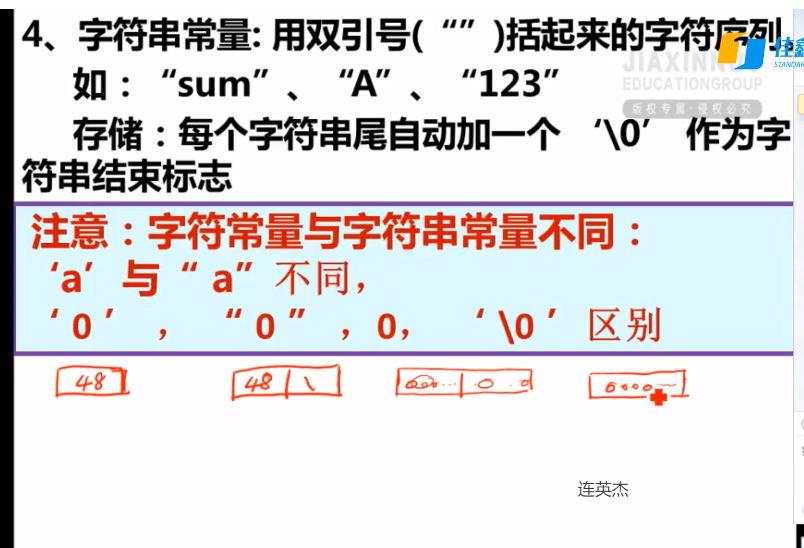 4、字符串常量: 用双引号(“”)括起来的字符序列。
如：“sum”、“A”、“123”
存储：每个字符串尾自动加一个 ‘\0’ 作为字
符串结束标志
注意：字符常量与字符串常量不同：
‘a’ 与“ a” 不同，
‘ 0 ’ ， “ 0 ” ，0， ‘ \0 ’ 区别
48
48 \
连英杰
EDUCATIONGROUP
版权专属·侵权必究
佳鑫
STANDAR